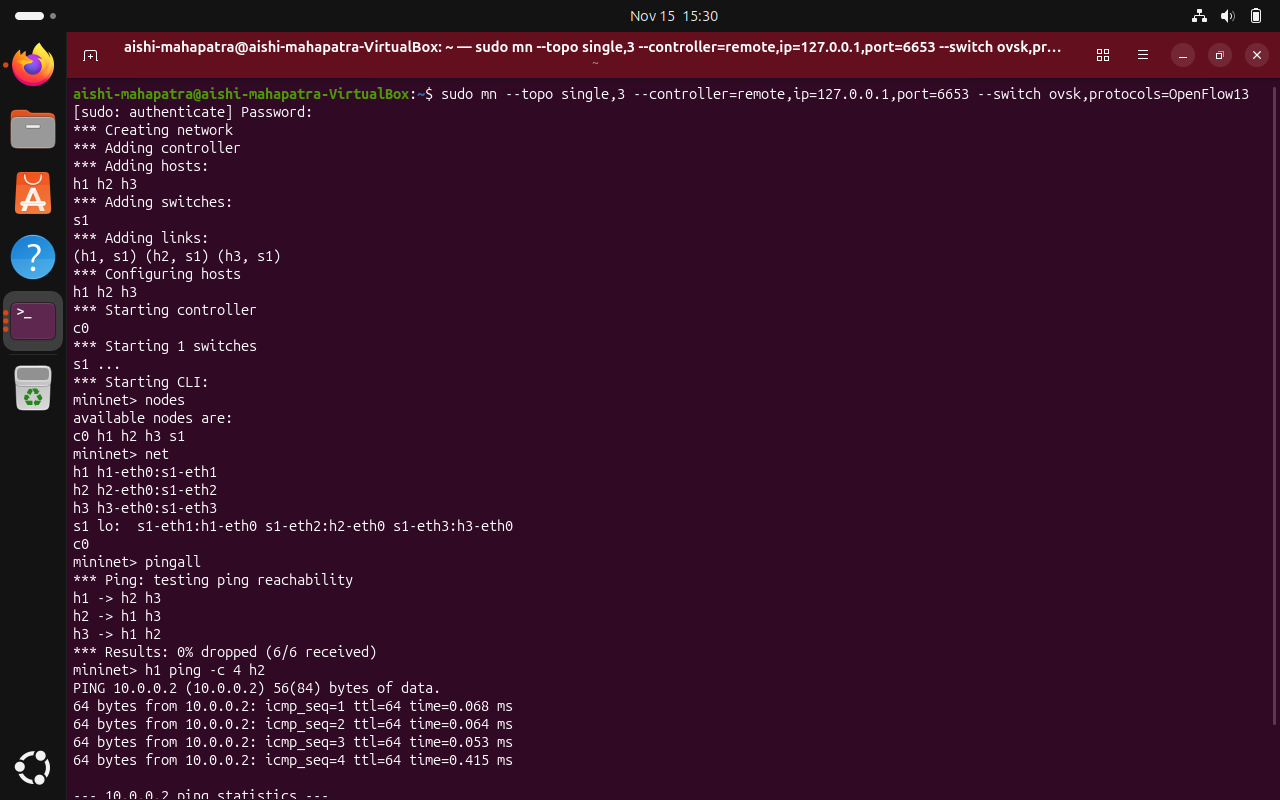 Nov 15 15:30
aishi-mahapatra@aishi-mahapatra-VirtualBox: ~ — sudo mn --topo single,3 --controller=remote,ip=127.0.0.1,port=6653 --switch ovsk,pr…
~
aishi-mahapatra@aishi-mahapatra-VirtualBox:~$ sudo mn --topo single,3 --controller=remote,ip=127.0.0.1,port=6653 --switch ovsk,protocols=OpenFlow13
[sudo: authenticate] Password:
*** Creating network
*** Adding controller
*** Adding hosts:
h1 h2 h3
*** Adding switches:
s1
*** Adding links:
(h1, s1) (h2, s1) (h3, s1)
*** Configuring hosts
h1 h2 h3
*** Starting controller
c0
*** Starting 1 switches
s1 ...
*** Starting CLI:
mininet> nodes
available nodes are:
c0 h1 h2 h3 s1
mininet> net
h1 h1-eth0:s1-eth1
h2 h2-eth0:s1-eth2
h3 h3-eth0:s1-eth3
s1 lo:  s1-eth1:h1-eth0 s1-eth2:h2-eth0 s1-eth3:h3-eth0
c0
mininet> pingall
*** Ping: testing ping reachability
h1 -> h2 h3
h2 -> h1 h3
h3 -> h1 h2
*** Results: 0% dropped (6/6 received)
mininet> h1 ping -c 4 h2
PING 10.0.0.2 (10.0.0.2) 56(84) bytes of data.
64 bytes from 10.0.0.2: icmp_seq=1 ttl=64 time=0.068 ms
64 bytes from 10.0.0.2: icmp_seq=2 ttl=64 time=0.064 ms
64 bytes from 10.0.0.2: icmp_seq=3 ttl=64 time=0.053 ms
64 bytes from 10.0.0.2: icmp_seq=4 ttl=64 time=0.415 ms
--- 10.0.0.2 ping statistics ---